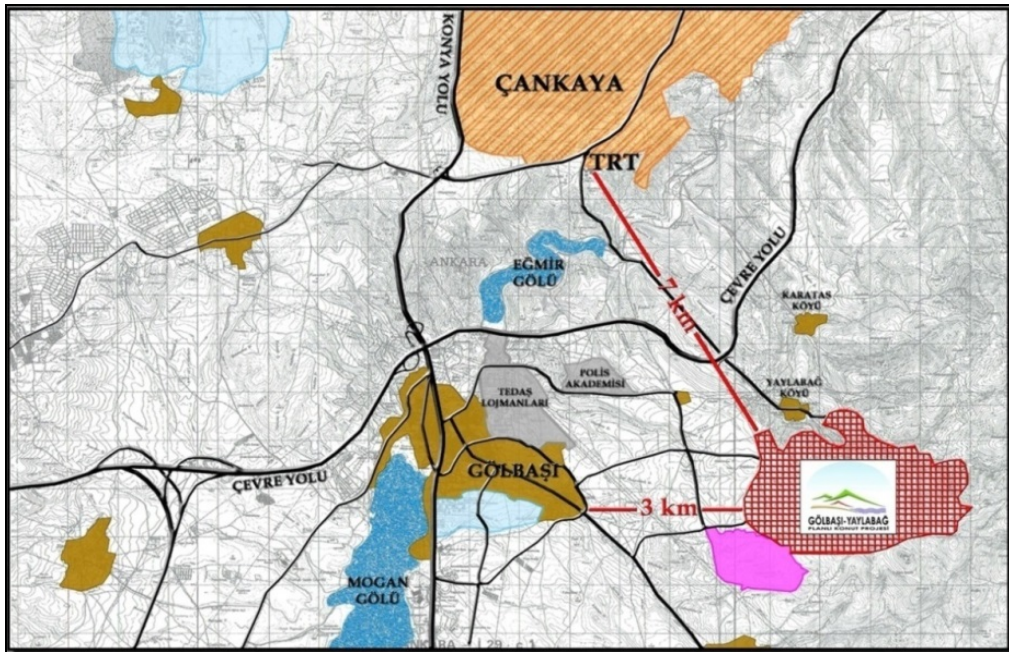 KONYA YOLU
ÇANKAYA
TRT
ANKARA
EĞMİR
GÖLÜ
ÇEVRE YOLU
7 km
KARATAŞ
KÖYÜ
POLİS
AKADEMİSİ
TEDAŞ
LOJMANLARI
YAYLABAĞ
KÖYÜ
GÖLBAŞI
ÇEVRE YOLU
3 km
GÖLBAŞI-YAYLABAĞ
PLANLI KONUT PROJESİ
MOGAN
GÖLÜ
ANKARA